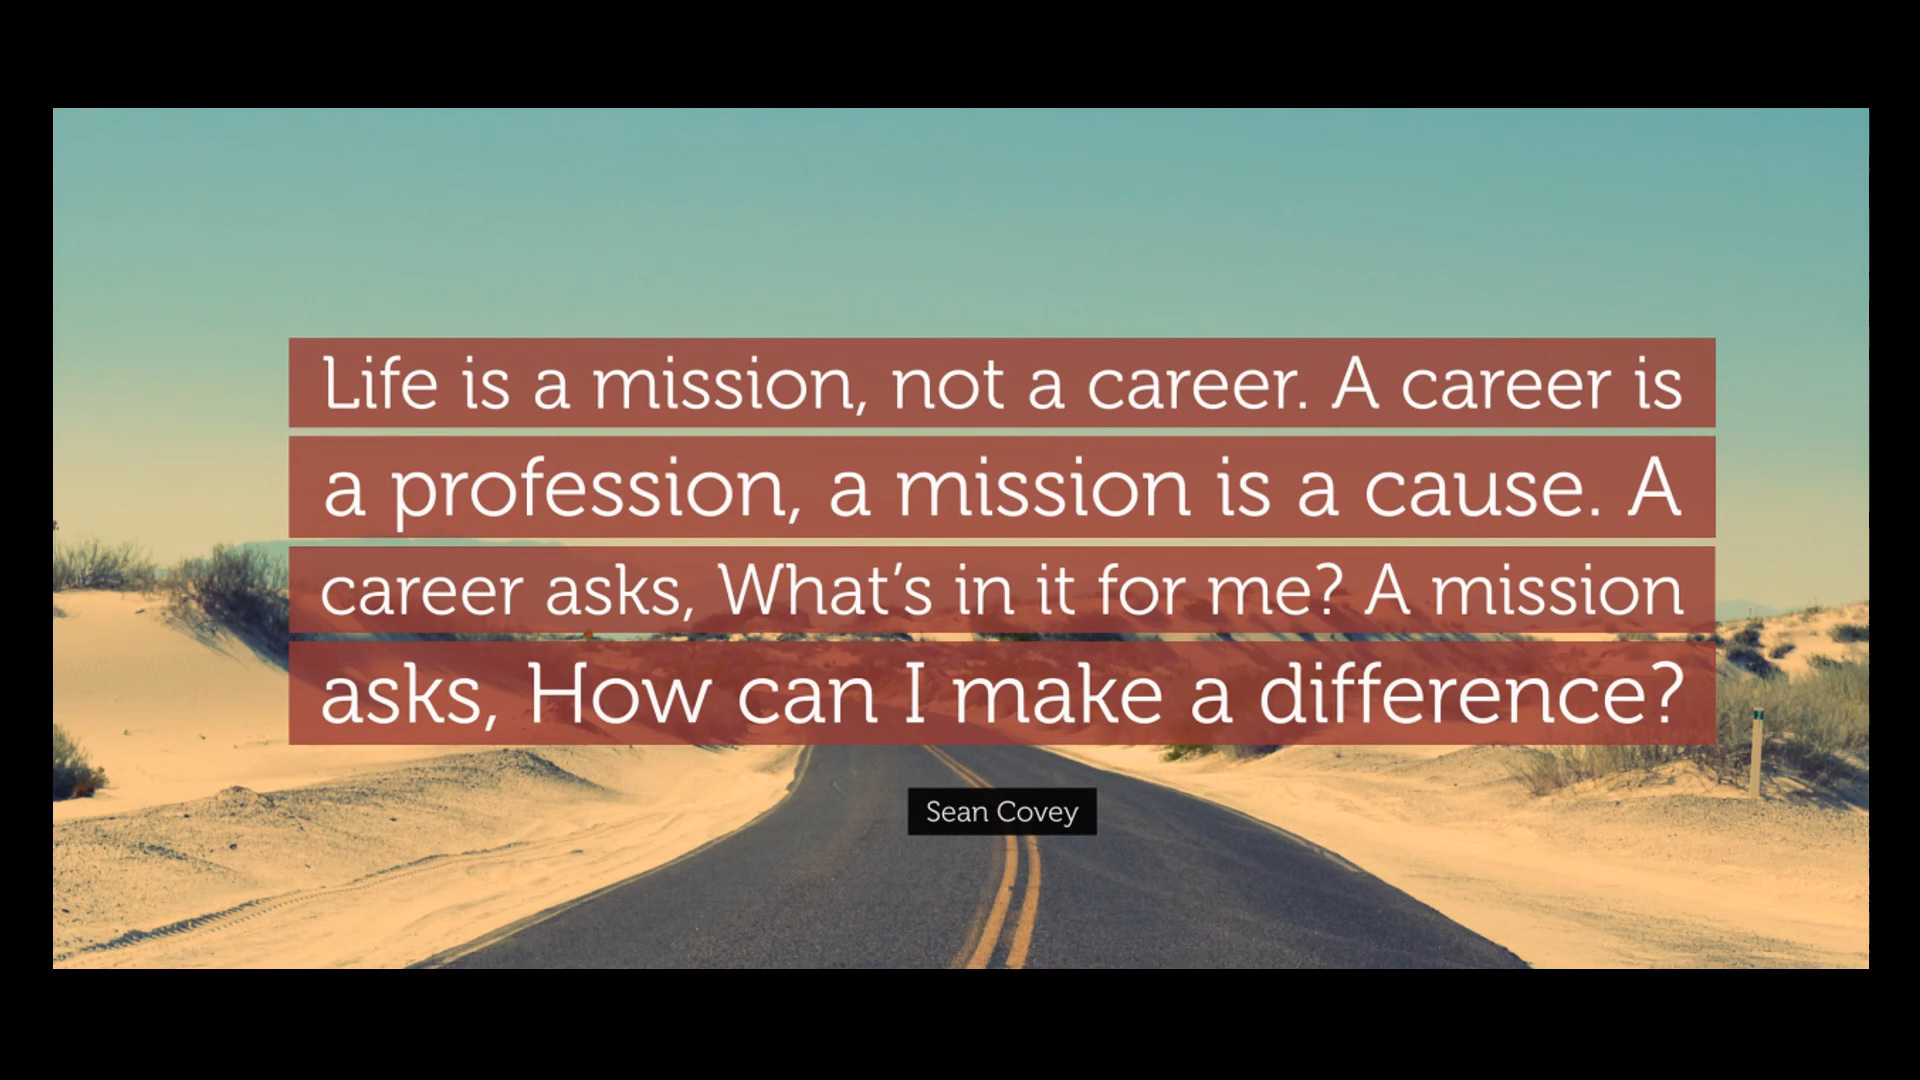 Life is a mission, not a career. A career is
a profession, a mission is a cause. A
career asks, What’s in it for me? A mission
asks, How can I make a difference?
Sean Covey